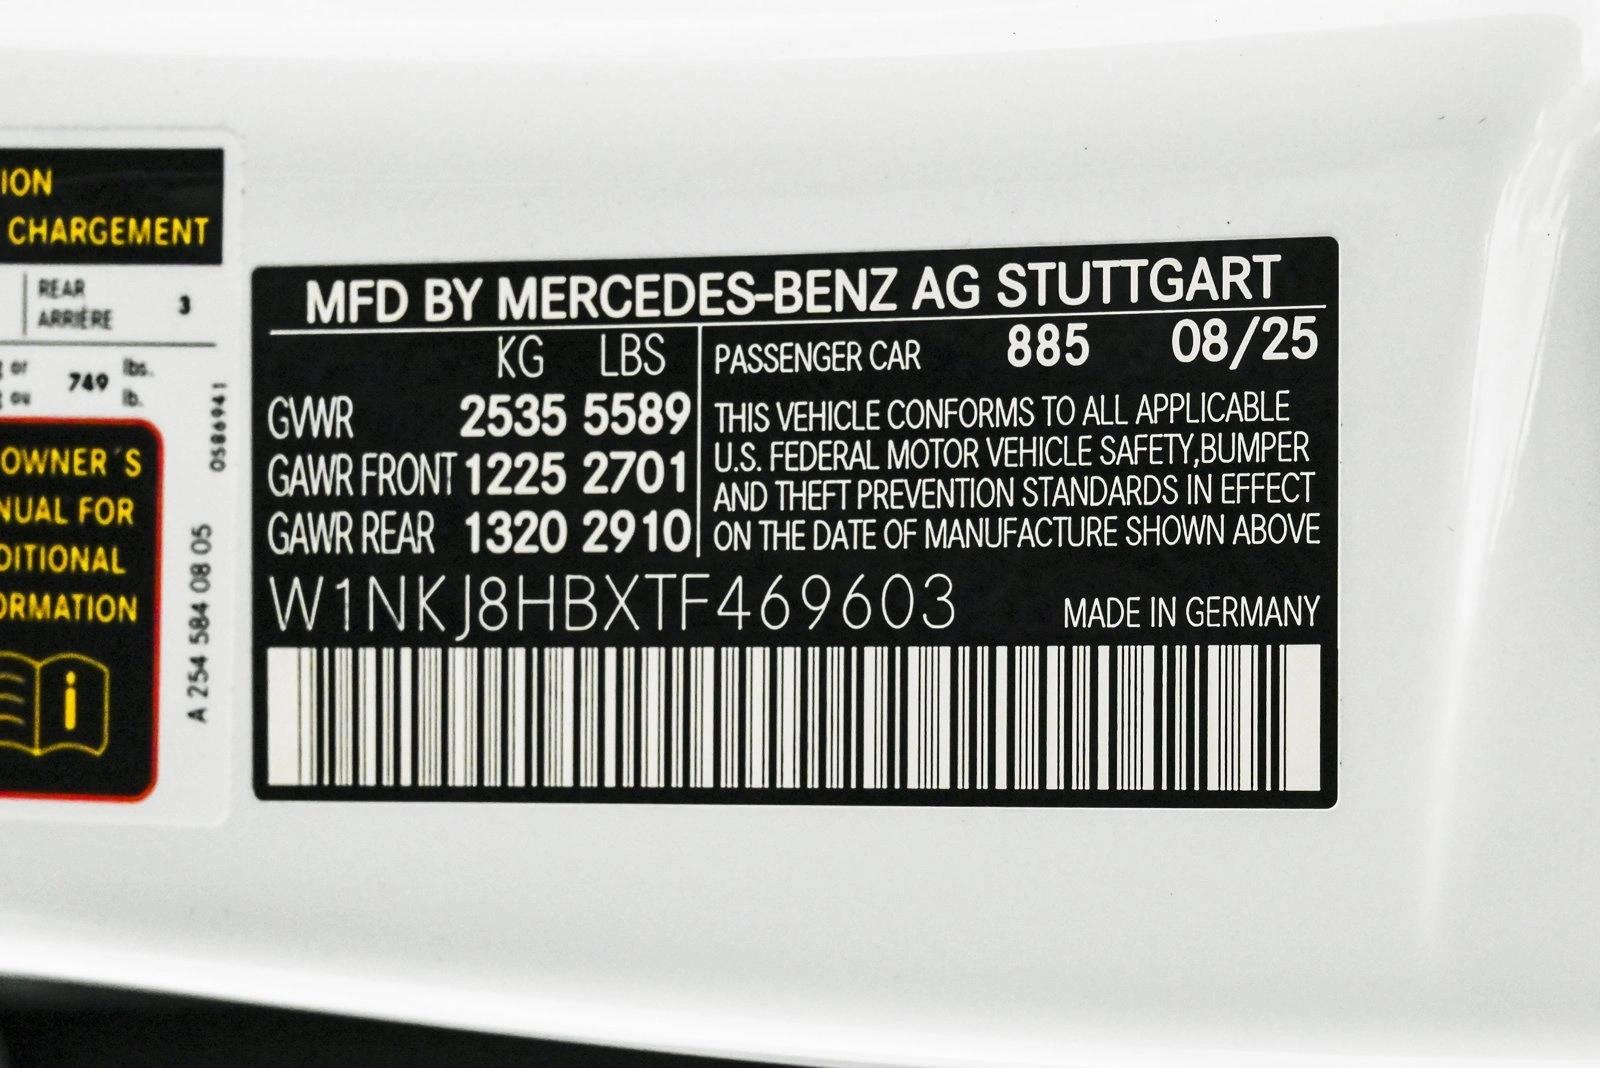 ION
CHARGEMENT
REAR
ARRIÈRE 3
or
ou 749 lbs.
lb.
0586941
OWNER´S
NUAL FOR
DITIONAL
ORMATION
i
A 254 584 08 05
MFD BY MERCEDES-BENZ AG STUTTGART
KG LBS
GVWR 2535 5589
GAWR FRONT 1225 2701
GAWR REAR 1320 2910
PASSENGER CAR 885 08/25
THIS VEHICLE CONFORMS TO ALL APPLICABLE
U.S. FEDERAL MOTOR VEHICLE SAFETY,BUMPER
AND THEFT PREVENTION STANDARDS IN EFFECT
ON THE DATE OF MANUFACTURE SHOWN ABOVE
W1NKJ8HBXTF469603
MADE IN GERMANY